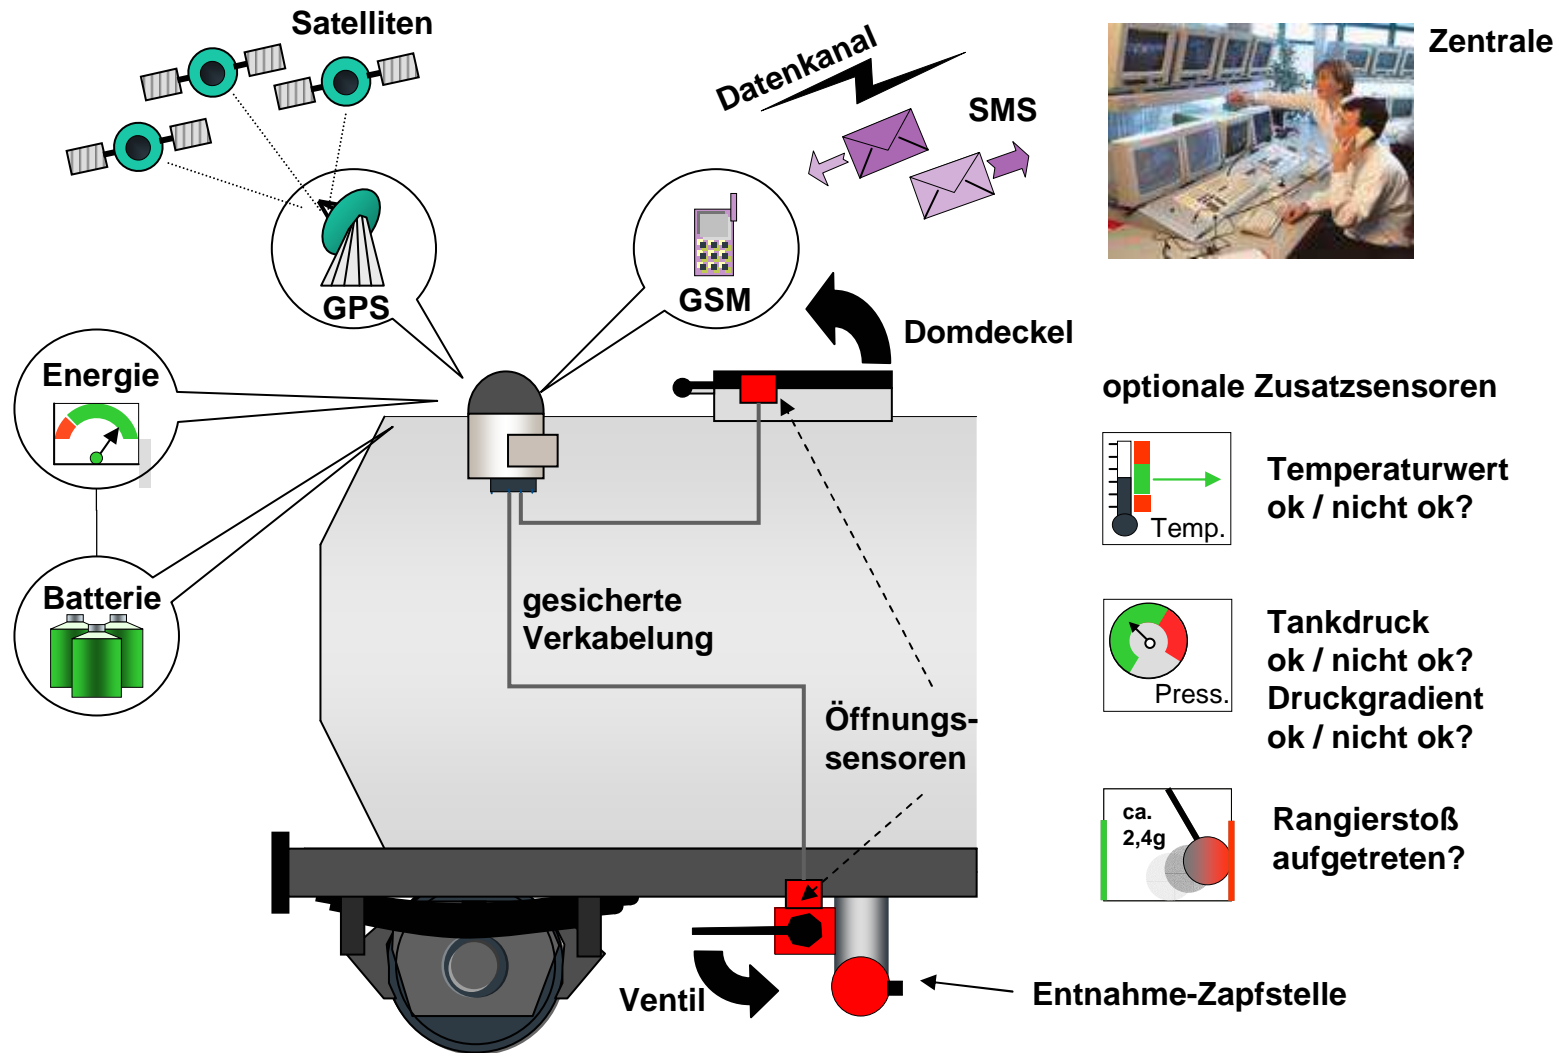 Satelliten
Datenkanal
SMS
Zentrale
GPS
GSM
Domdeckel
Energie
optionale Zusatzsensoren
Temperaturwert
ok / nicht ok?
Temp.
Batterie
gesicherte
Verkabelung
Tankdruck
ok / nicht ok?
Druckgradient
ok / nicht ok?
Press.
Öffnungs-
sensoren
ca.
2,4g
Rangierstoß
aufgetreten?
Ventil
Entnahme-Zapfstelle